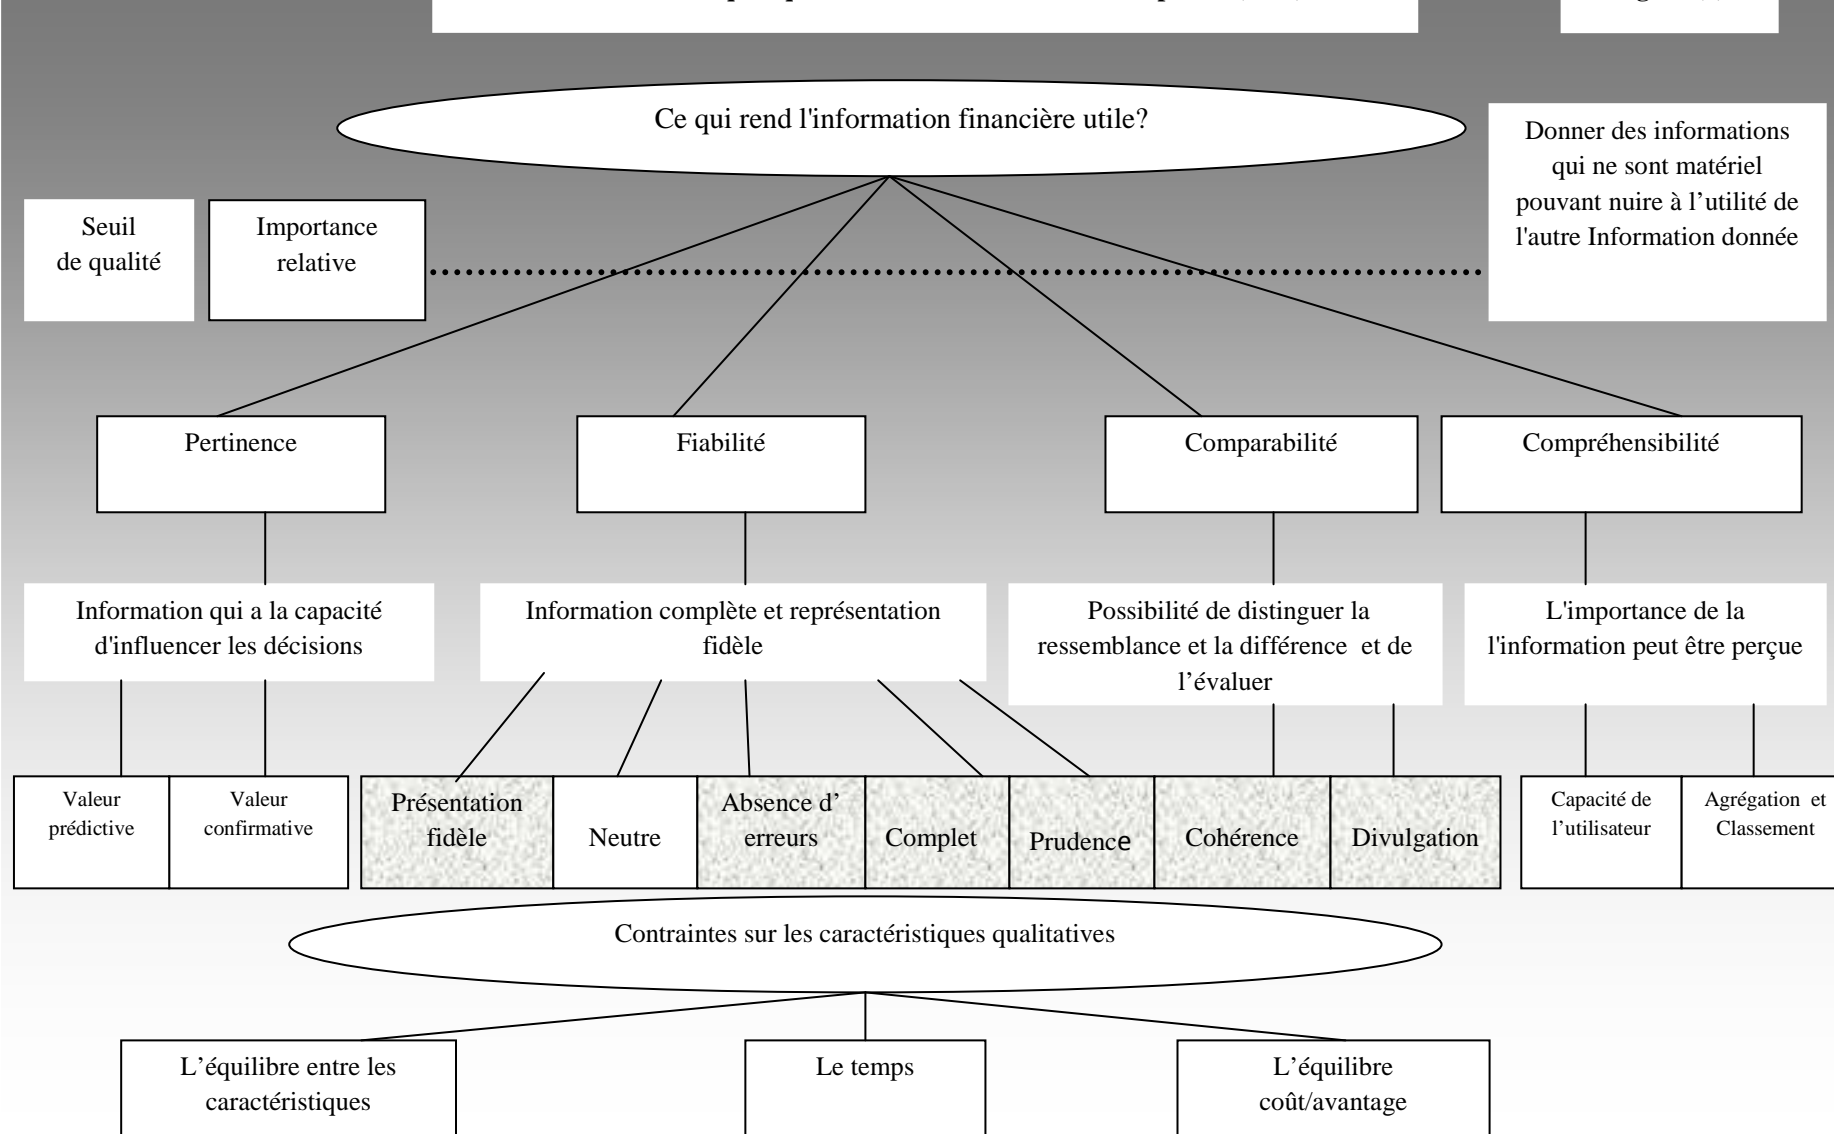 Ce qui rend l'information financière utile?
Donner des informations
qui ne sont matériel
pouvant nuire à l’utilité de
l'autre Information donnée
Seuil
de qualité
Importance
relative
Pertinence
Fiabilité
Comparabilité
Compréhensibilité
Information qui a la capacité
d'influencer les décisions
Information complète et représentation
fidèle
Possibilité de distinguer la
ressemblance et la différence et de
l’évaluer
L'importance de la
l'information peut être perçue
Valeur
prédictive
Valeur
confirmative
Présentation
fidèle
Neutre
Absence d’
erreurs
Complet
Prudence
Cohérence
Divulgation
Capacité de
l’utilisateur
Agrégation et
Classement
Contraintes sur les caractéristiques qualitatives
L’équilibre entre les
caractéristiques
Le temps
L’équilibre
coût/avantage